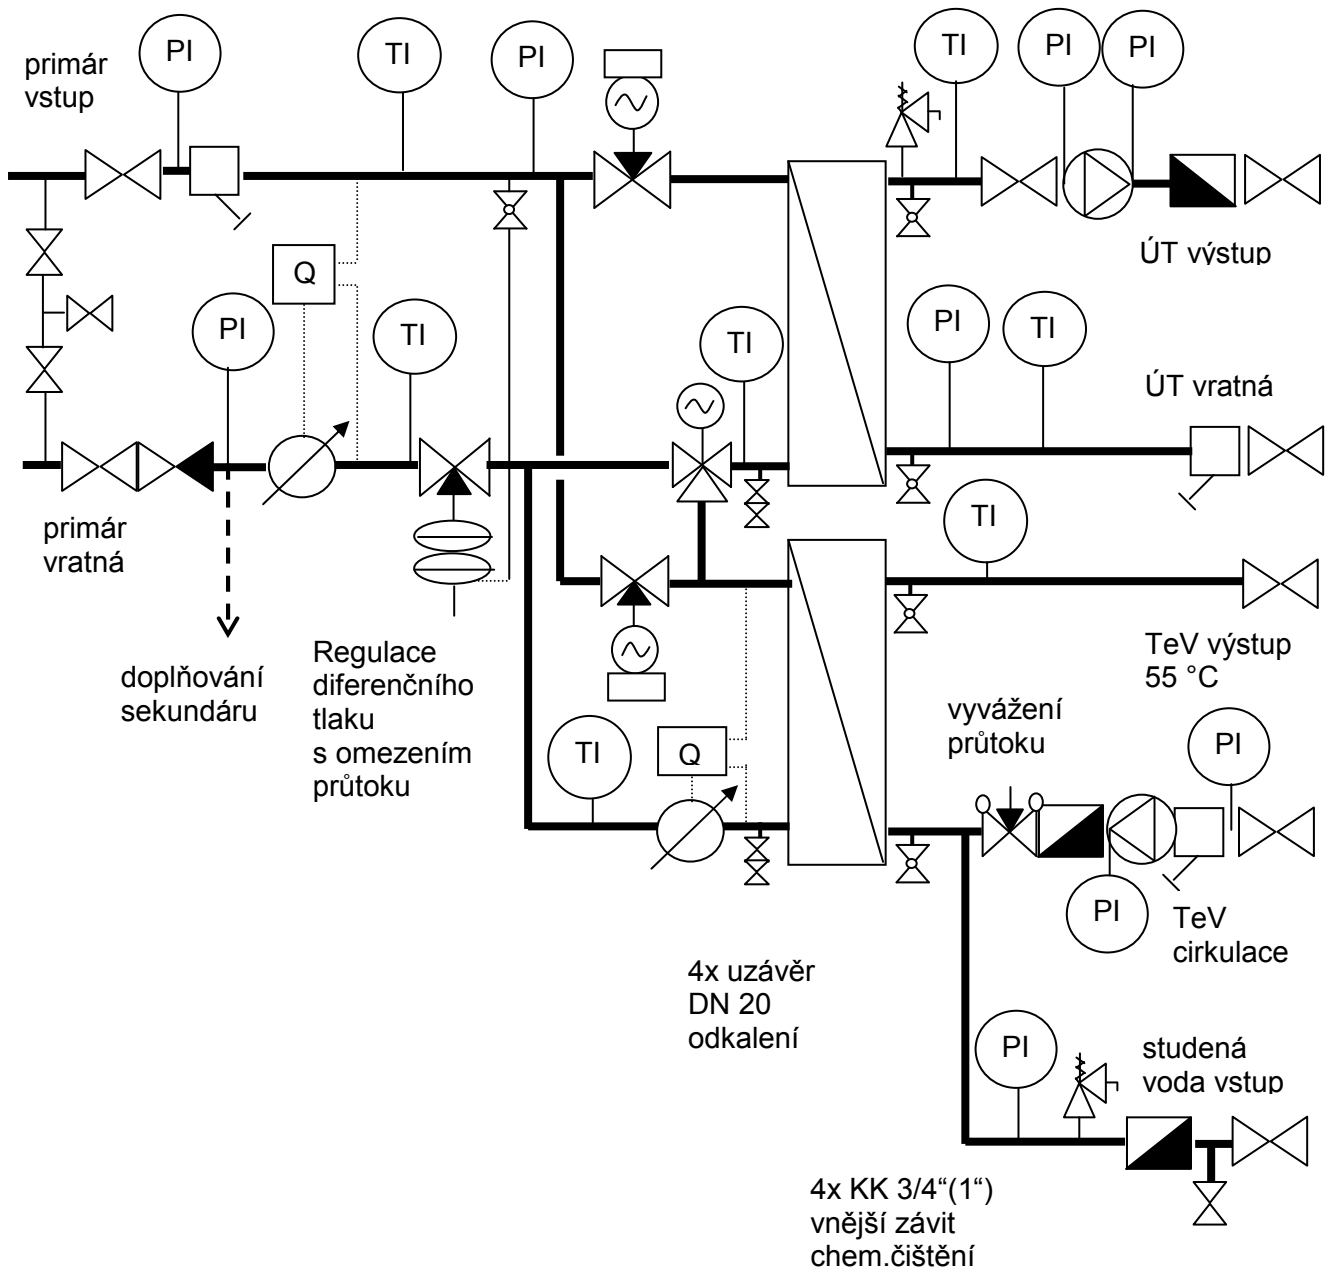 PI
TI
PI
TI
PI
PI
primár
vstup
ÚT výstup
Q
PI
TI
TI
PI
TI
ÚT vratná
primár
vratná
TI
doplňování
sekundáru
Regulace
diferenčního
tlaku
s omezením
průtoku
TeV výstup
55 °C
vyvážení
průtoku
PI
TI
Q
PI
TeV
cirkulace
4x uzávěr
DN 20
odkalení
PI
studená
voda vstup
4x KK 3/4“(1“)
vnější závit
chem.čištění